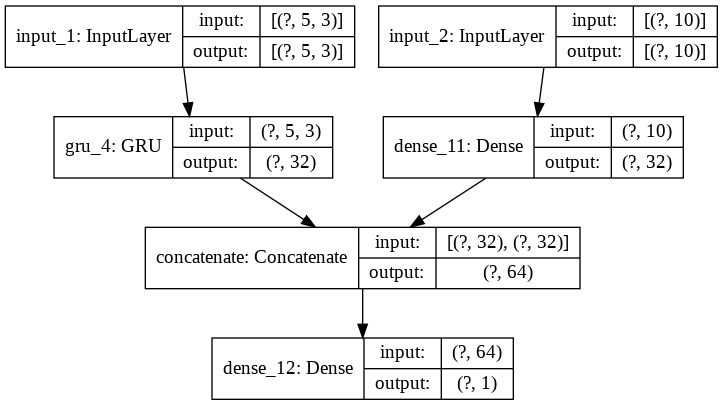 input_1: InputLayer
input: [(?, 5, 3)]
output: [(?, 5, 3)]
input_2: InputLayer
input: [(?, 10)]
output: [(?, 10)]
gru_4: GRU
input: (?, 5, 3)
output: (?, 32)
dense_11: Dense
input: (?, 10)
output: (?, 32)
concatenate: Concatenate
input: [(?, 32), (?, 32)]
output: (?, 64)
dense_12: Dense
input: (?, 64)
output: (?, 1)